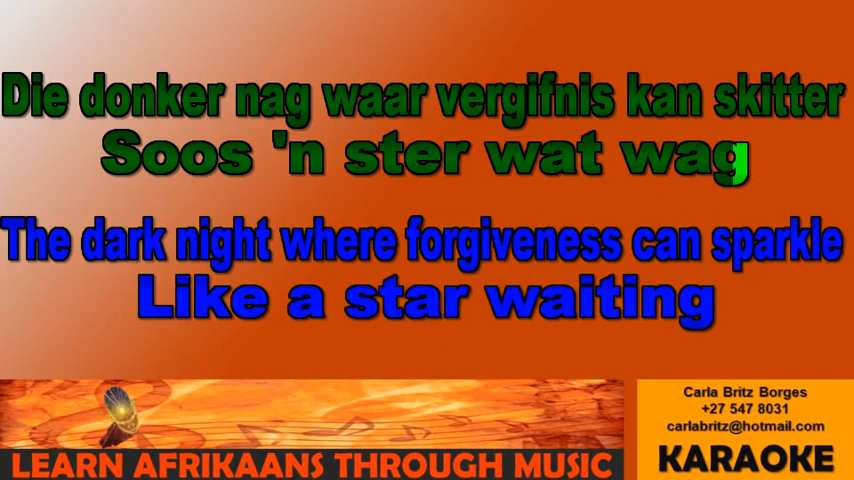 Die donker nag waar vergifnis kan skitter
Soos 'n ster wat wag
The dark night where forgiveness can sparkle
Like a star waiting
Carla Britz Borges
+27 547 8031
carlabritz@hotmail.com
KARAOKE
LEARN AFRIKAANS THROUGH MUSIC